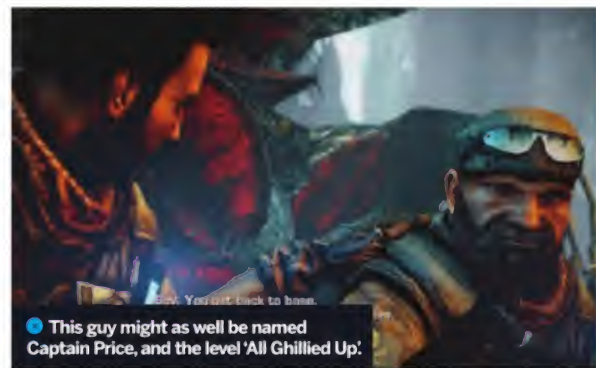 You get back to base.
This guy might as well be named
Captain Price, and the level 'All Ghillied Up'.